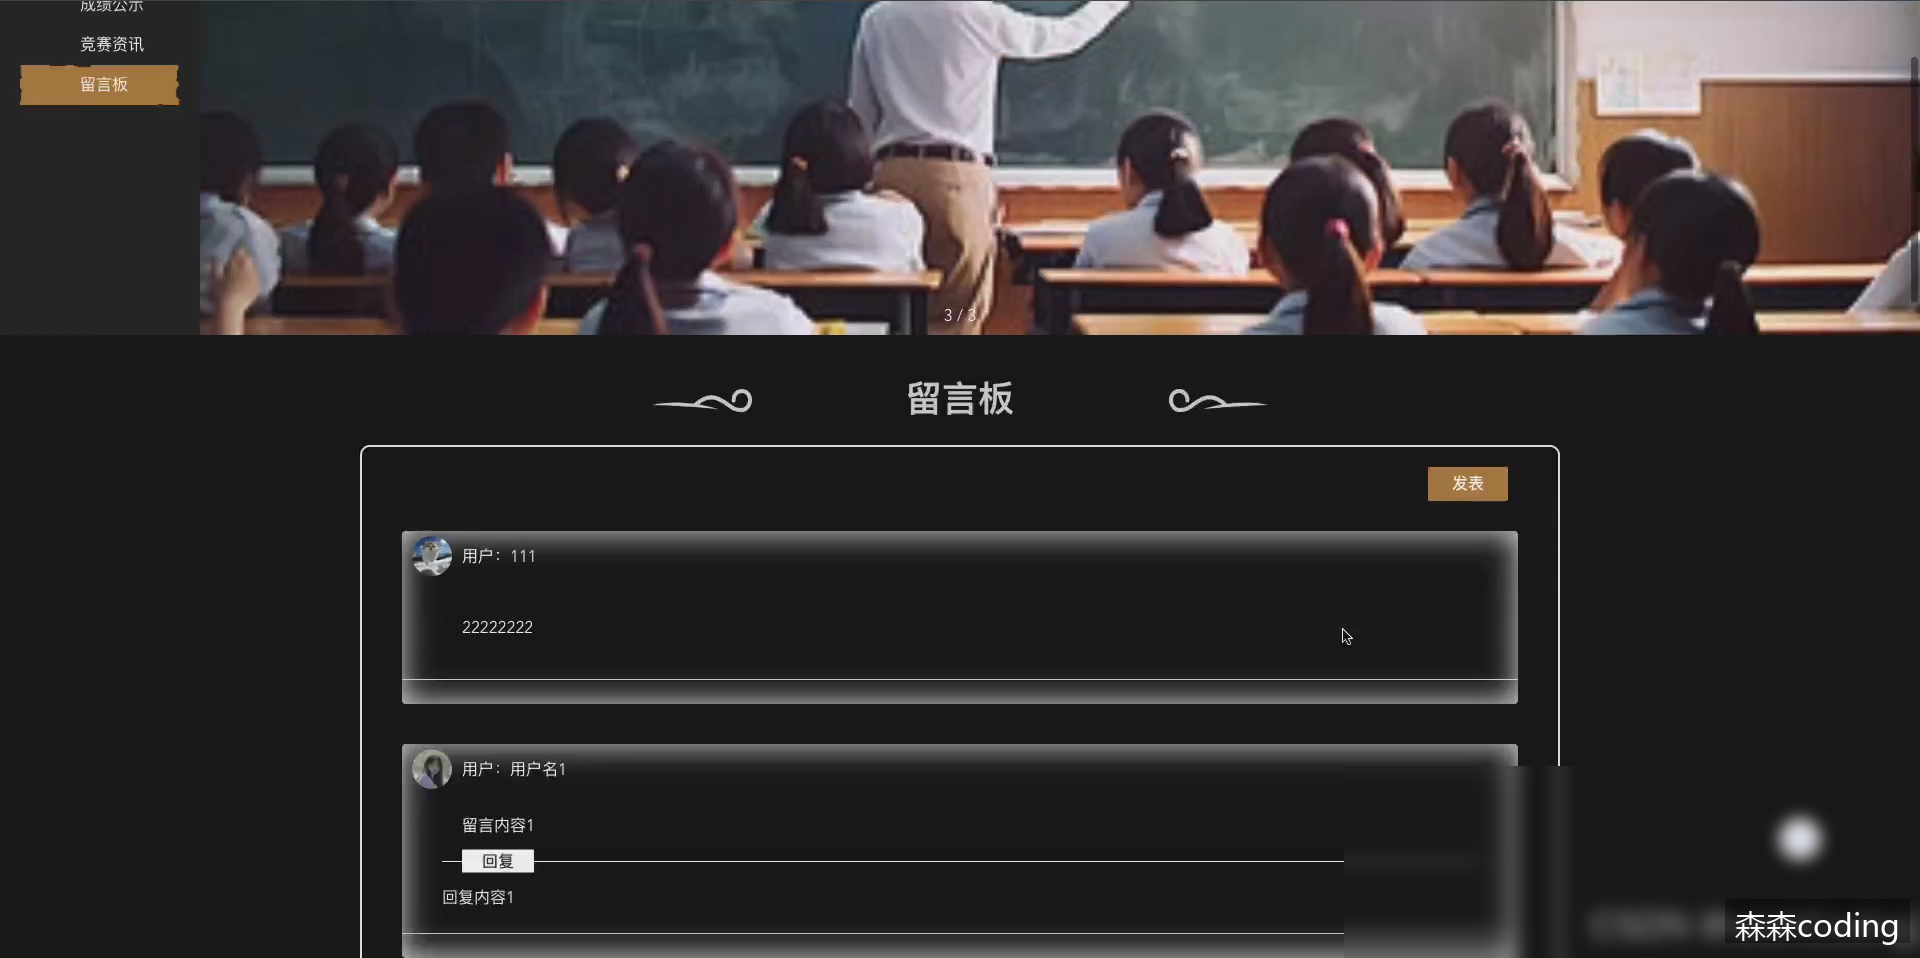 成绩公示
竞赛资讯
留言板
3 / 3
留言板
发表
用户：111
22222222
用户：用户名1
留言内容1
回复
回复内容1
森森coding